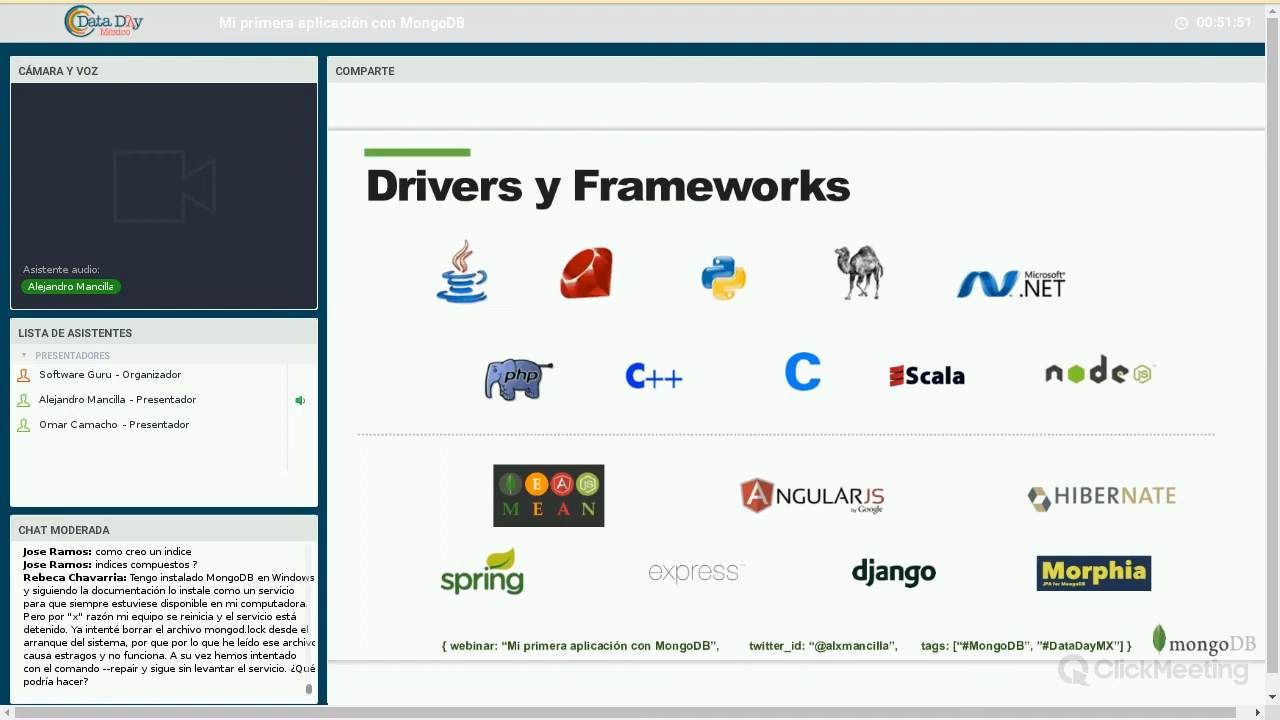 Data Day
México
Mi primera aplicación con MongoDB
00:51:51
CÁMARA Y VOZ
Asistente audio:
Alejandro Mancilla
LISTA DE ASISTENTES
PRESENTADORES
Software Guru - Organizador
Alejandro Mancilla - Presentador
Omar Camacho - Presentador
CHAT MODERADA
Jose Ramos: como creo un indice
Jose Ramos: indices compuestos ?
Rebeca Chavarria: Tengo instalado MongoDB en Windows
y siguiendo la documentación lo instale como un servicio
para que siempre estuviese disponible en mi computadora.
Pero por "x" razón mi equipo se reinicia y el servicio está
detenido. Ya intenté borrar el archivo mongod.lock desde el
arranque del sistema, por que por lo que he leído ese archivo
causa estragos y no funciona. A su vez hemos intentado
con el comando --repair y sigue sin levantar el servicio. ¿Qué
podría hacer?
COMPARTE
Drivers y Frameworks
Microsoft
.NET
php
C++
C
Scala
node
JS
E A JS
M E A N
ANGULARJS
by Google
HIBERNATE
spring
express
django
Morphia
JPA for MongoDB
{ webinar: “Mi primera aplicación con MongoDB”, twitter_id: “@alxmancilla”, tags: [“#MongoDB”, ”#DataDayMX”] }
mongoDB
ClickMeeting